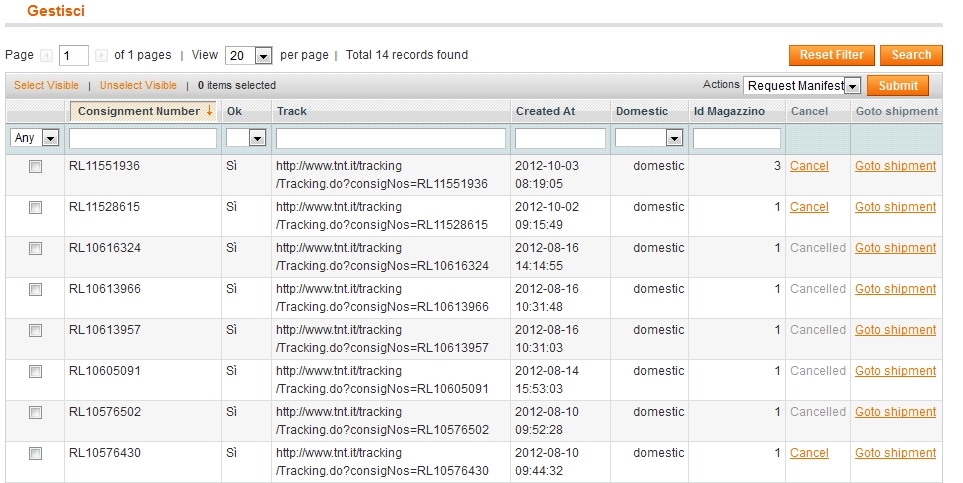 Gestisci
Page 1 of 1 pages | View 20 per page | Total 14 records found Reset Filter Search
Select Visible | Unselect Visible | 0 items selected Actions Request Manifest Submit
Consignment Number Ok Track Created At Domestic Id Magazzino Cancel Goto shipment
Any
RL11551936 Sì http://www.tnt.it/tracking 2012-10-03 domestic 3 Cancel Goto shipment
/Tracking.do?consigNos=RL11551936 08:19:05
RL11528615 Sì http://www.tnt.it/tracking 2012-10-02 domestic 1 Cancel Goto shipment
/Tracking.do?consigNos=RL11528615 09:15:49
RL10616324 Sì http://www.tnt.it/tracking 2012-08-16 domestic 1 Cancelled Goto shipment
/Tracking.do?consigNos=RL10616324 14:14:55
RL10613966 Sì http://www.tnt.it/tracking 2012-08-16 domestic 1 Cancelled Goto shipment
/Tracking.do?consigNos=RL10613966 10:31:48
RL10613957 Sì http://www.tnt.it/tracking 2012-08-16 domestic 1 Cancelled Goto shipment
/Tracking.do?consigNos=RL10613957 10:31:03
RL10605091 Sì http://www.tnt.it/tracking 2012-08-14 domestic 1 Cancelled Goto shipment
/Tracking.do?consigNos=RL10605091 15:53:03
RL10576502 Sì http://www.tnt.it/tracking 2012-08-10 domestic 1 Cancelled Goto shipment
/Tracking.do?consigNos=RL10576502 09:52:28
RL10576430 Sì http://www.tnt.it/tracking 2012-08-10 domestic 1 Cancel Goto shipment
/Tracking.do?consigNos=RL10576430 09:44:32